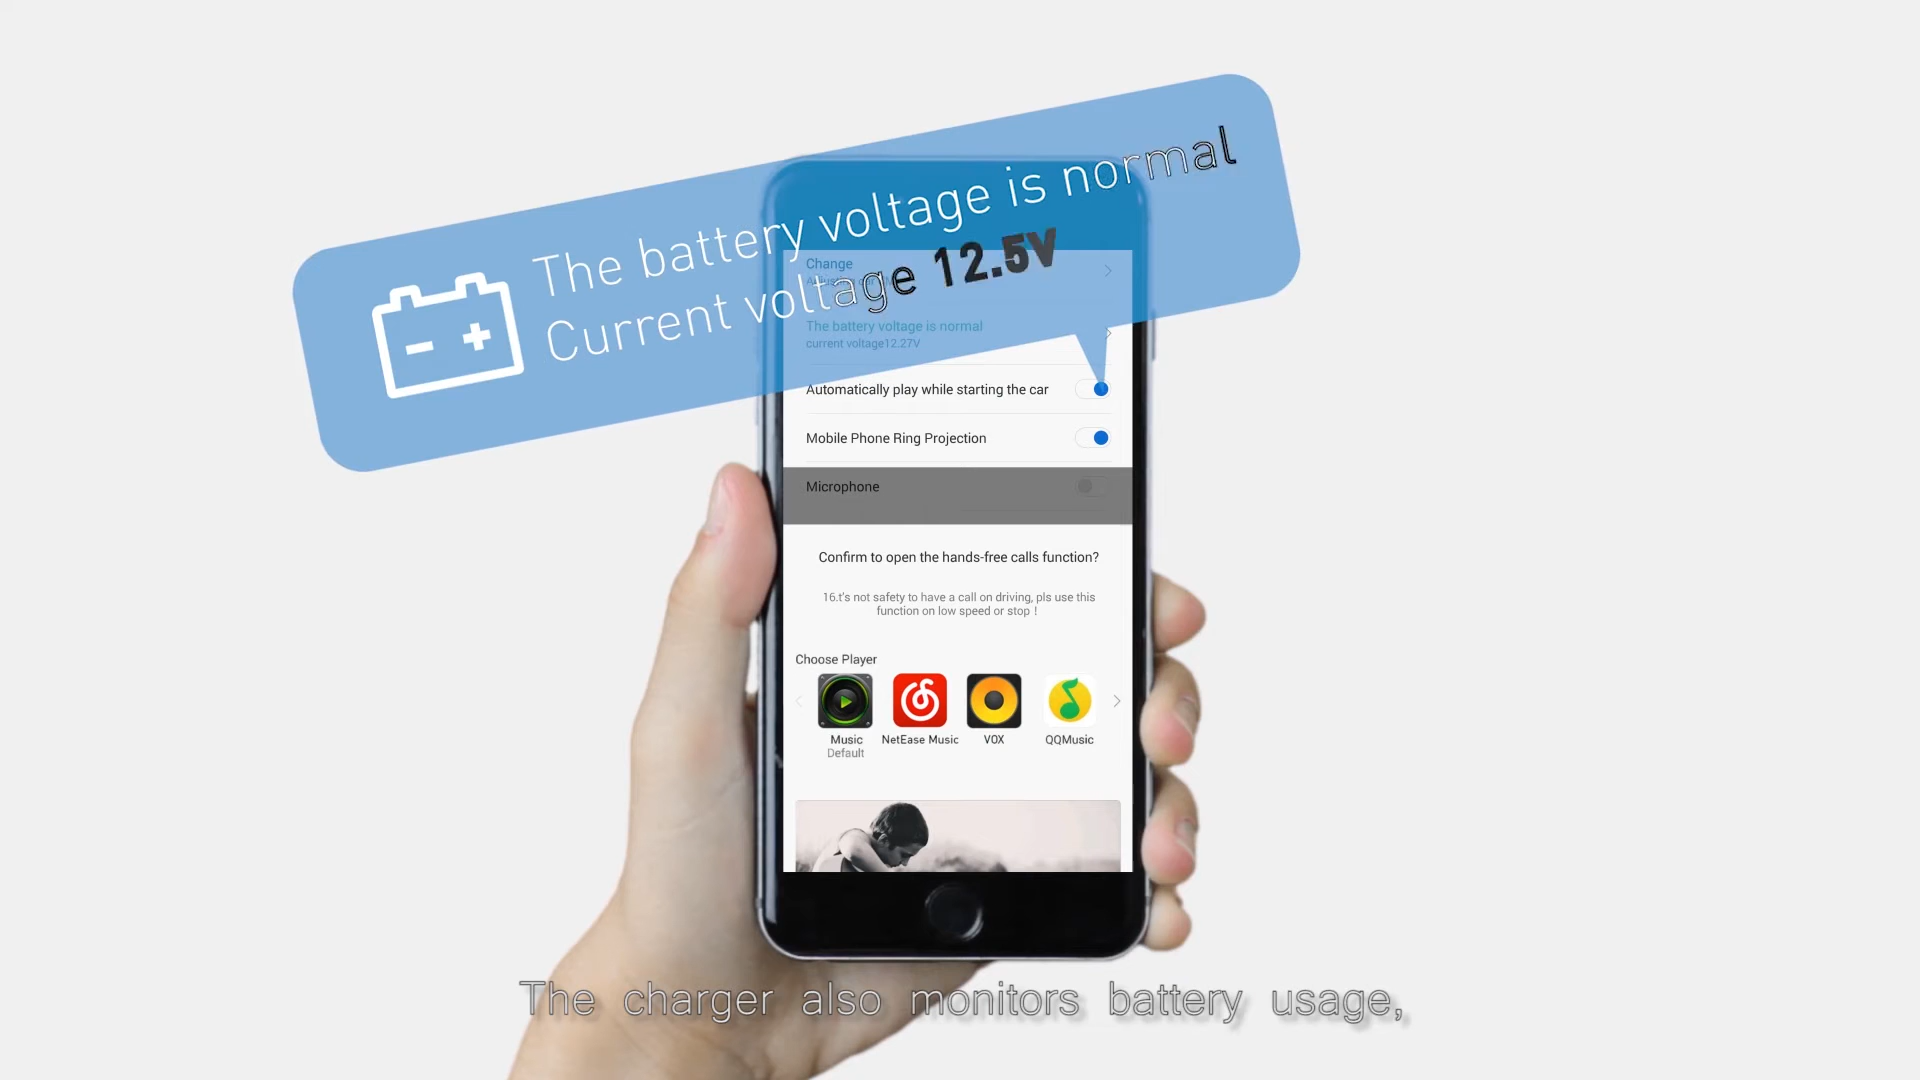 The battery voltage is normal
Current voltage 12.5V
Change
The battery voltage is normal
current voltage12.27V
Automatically play while starting the car
Mobile Phone Ring Projection
Microphone
Confirm to open the hands-free calls function?
16.t's not safety to have a call on driving, pls use this
function on low speed or stop !
Choose Player
Music
Default
NetEase Music
VOX
QQMusic
The charger also monitors battery usage,